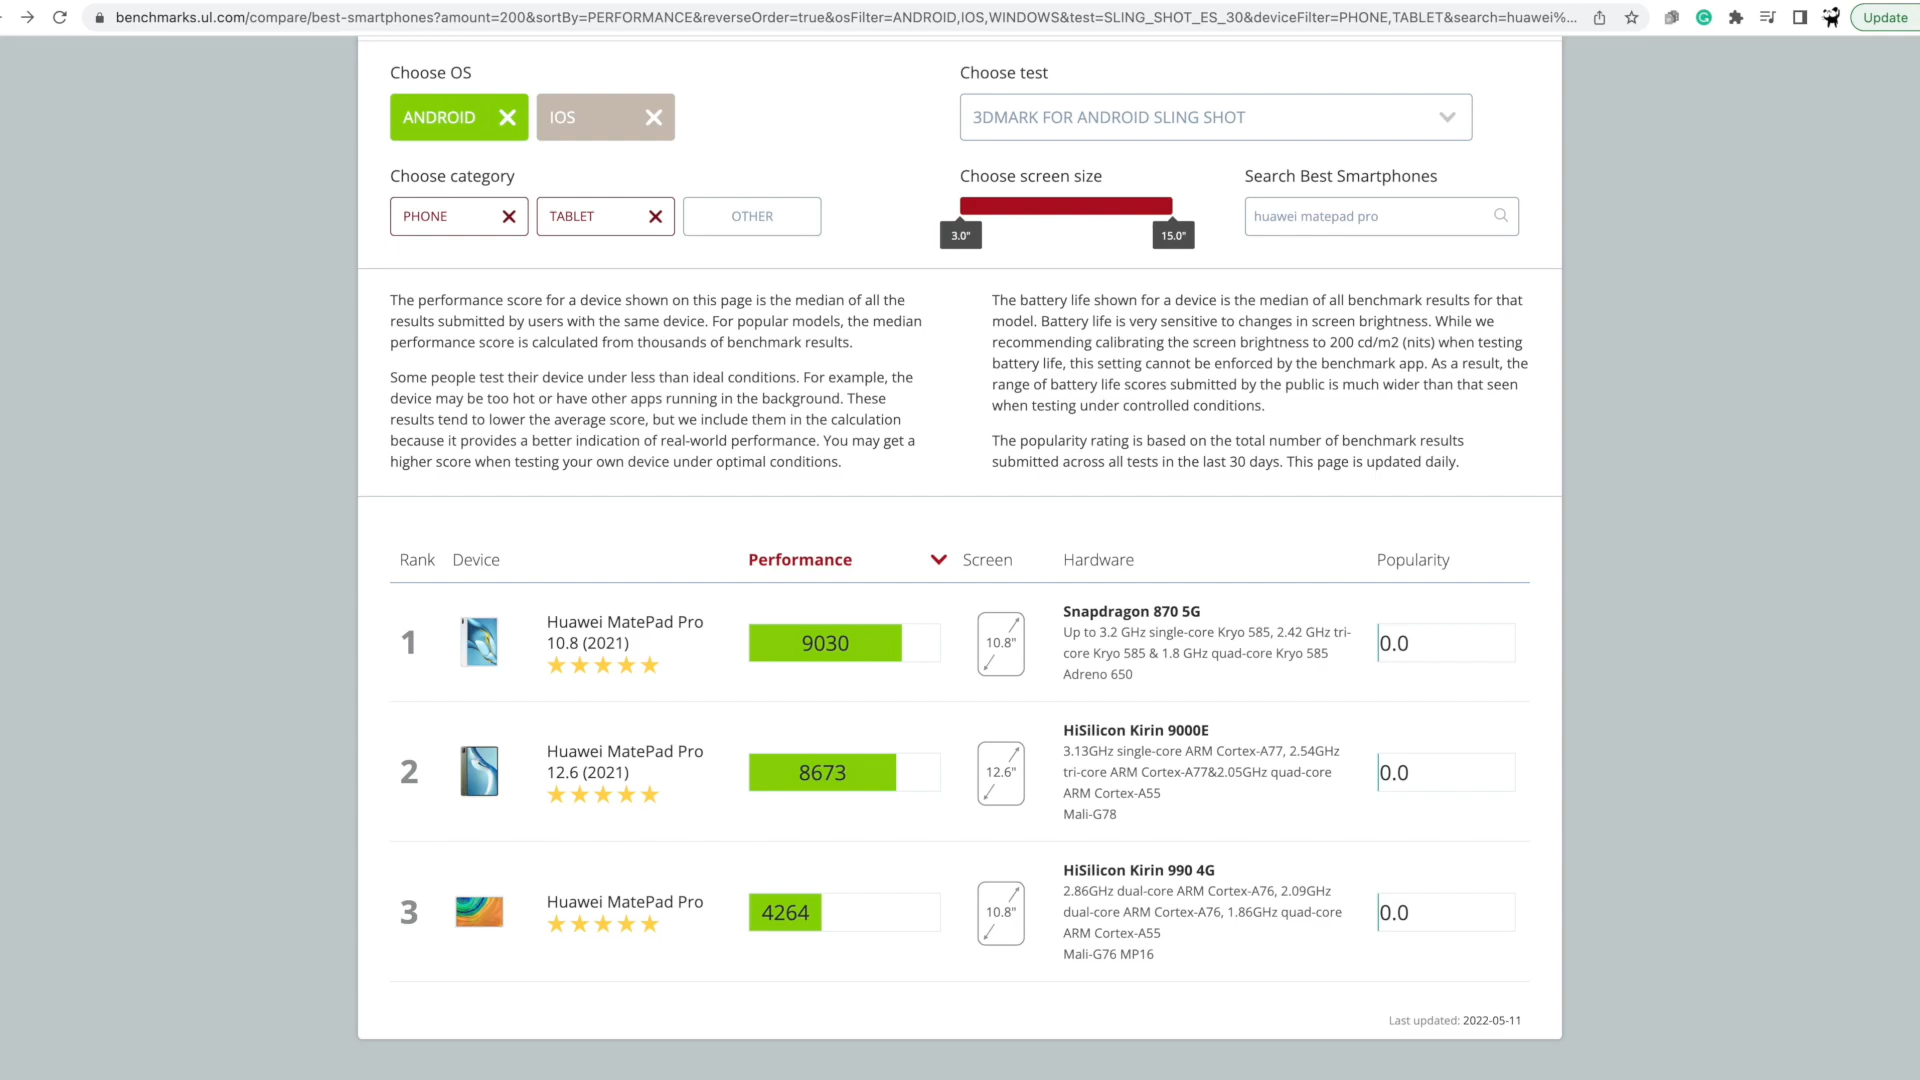 benchmarks.ul.com/compare/best-smartphones?amount=200&sortBy=PERFORMANCE&reverseOrder=true&osFilter=ANDROID,IOS,WINDOWS&test=SLING_SHOT_ES_30&deviceFilter=PHONE,TABLET&search=huawei%...
Update
Choose OS
Choose test
ANDROID
IOS
3DMARK FOR ANDROID SLING SHOT
Choose category
Choose screen size
Search Best Smartphones
PHONE
TABLET
OTHER
huawei matepad pro
3.0"
15.0"
The performance score for a device shown on this page is the median of all the
results submitted by users with the same device. For popular models, the median
performance score is calculated from thousands of benchmark results.
Some people test their device under less than ideal conditions. For example, the
device may be too hot or have other apps running in the background. These
results tend to lower the average score, but we include them in the calculation
because it provides a better indication of real-world performance. You may get a
higher score when testing your own device under optimal conditions.
The battery life shown for a device is the median of all benchmark results for that
model. Battery life is very sensitive to changes in screen brightness. While we
recommending calibrating the screen brightness to 200 cd/m2 (nits) when testing
battery life, this setting cannot be enforced by the benchmark app. As a result, the
range of battery life scores submitted by the public is much wider than that seen
when testing under controlled conditions.
The popularity rating is based on the total number of benchmark results
submitted across all tests in the last 30 days. This page is updated daily.
Rank
Device
Performance
Screen
Hardware
Popularity
1
Huawei MatePad Pro
10.8 (2021)
9030
10.8"
Snapdragon 870 5G
Up to 3.2 GHz single-core Kryo 585, 2.42 GHz tri-
core Kryo 585 & 1.8 GHz quad-core Kryo 585
Adreno 650
0.0
2
Huawei MatePad Pro
12.6 (2021)
8673
12.6"
HiSilicon Kirin 9000E
3.13GHz single-core ARM Cortex-A77, 2.54GHz
tri-core ARM Cortex-A77&2.05GHz quad-core
ARM Cortex-A55
Mali-G78
0.0
3
Huawei MatePad Pro
4264
10.8"
HiSilicon Kirin 990 4G
2.86GHz dual-core ARM Cortex-A76, 2.09GHz
dual-core ARM Cortex-A76, 1.86GHz quad-core
ARM Cortex-A55
Mali-G76 MP16
0.0
Last updated: 2022-05-11